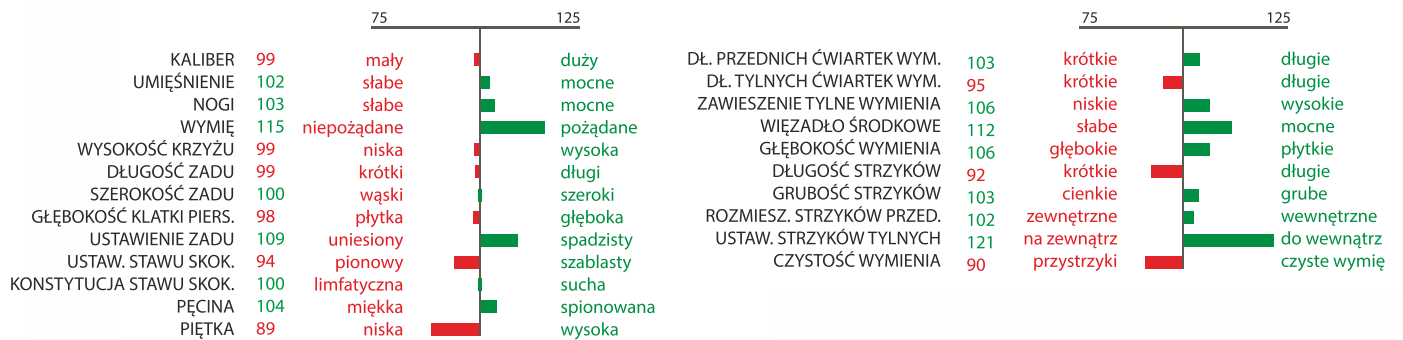 75 125
KALIBER 99 mały duży
UMIĘŚNIENIE 102 słabe mocne
NOGI 103 słabe mocne
WYMIĘ 115 niepożądane pożądane
WYSOKOŚĆ KRZYŻU 99 niska wysoka
DŁUGOŚĆ ZADU 99 krótki długi
SZEROKOŚĆ ZADU 100 wąski szeroki
GŁĘBOKOŚĆ KLATKI PIERS. 98 płytka głęboka
USTAWIENIE ZADU 109 uniesiony spadzisty
USTAW. STAWU SKOK. 94 pionowy szablasty
KONSTYTUCJA STAWU SKOK. 100 limfatyczna sucha
PĘCINA 104 miękka spionowana
PIĘTKA 89 niska wysoka
75 125
DŁ. PRZEDNICH ĆWIARTEK WYM. 103 krótkie długie
DŁ. TYLNYCH ĆWIARTEK WYM. 95 krótkie długie
ZAWIESZENIE TYLNE WYMIENIA 106 niskie wysokie
WIĘZADŁO ŚRODKOWE 112 słabe mocne
GŁĘBOKOŚĆ WYMIENIA 106 głębokie płytkie
DŁUGOŚĆ STRZYKÓW 92 krótkie długie
GRUBOŚĆ STRZYKÓW 103 cienkie grube
ROZMIESZ. STRZYKÓW PRZED. 102 zewnętrzne wewnętrzne
USTAW. STRZYKÓW TYLNYCH 121 na zewnątrz do wewnątrz
CZYSTOŚĆ WYMIENIA 90 przystrzyki czyste wymię